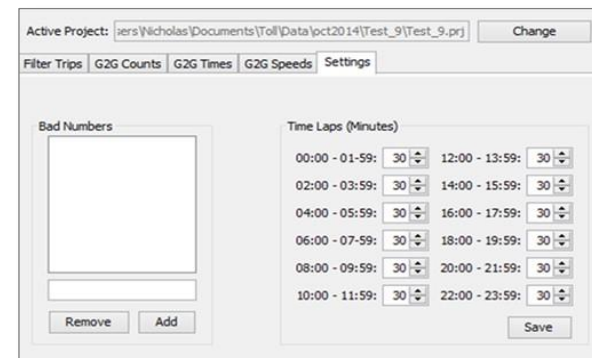 Active Project: sers\Nicholas\Documents\Toll\Data\oct2014\Test_9\Test_9.prj Change
Filter Trips G2G Counts G2G Times G2G Speeds Settings
Bad Numbers Time Laps (Minutes)
00:00 - 01-59: 30 12:00 - 13:59: 30
02:00 - 03:59: 30 14:00 - 15:59: 30
04:00 - 05:59: 30 16:00 - 17:59: 30
06:00 - 07-59: 30 18:00 - 19:59: 30
08:00 - 09:59: 30 20:00 - 21:59: 30
10:00 - 11:59: 30 22:00 - 23:59: 30
Remove Add Save